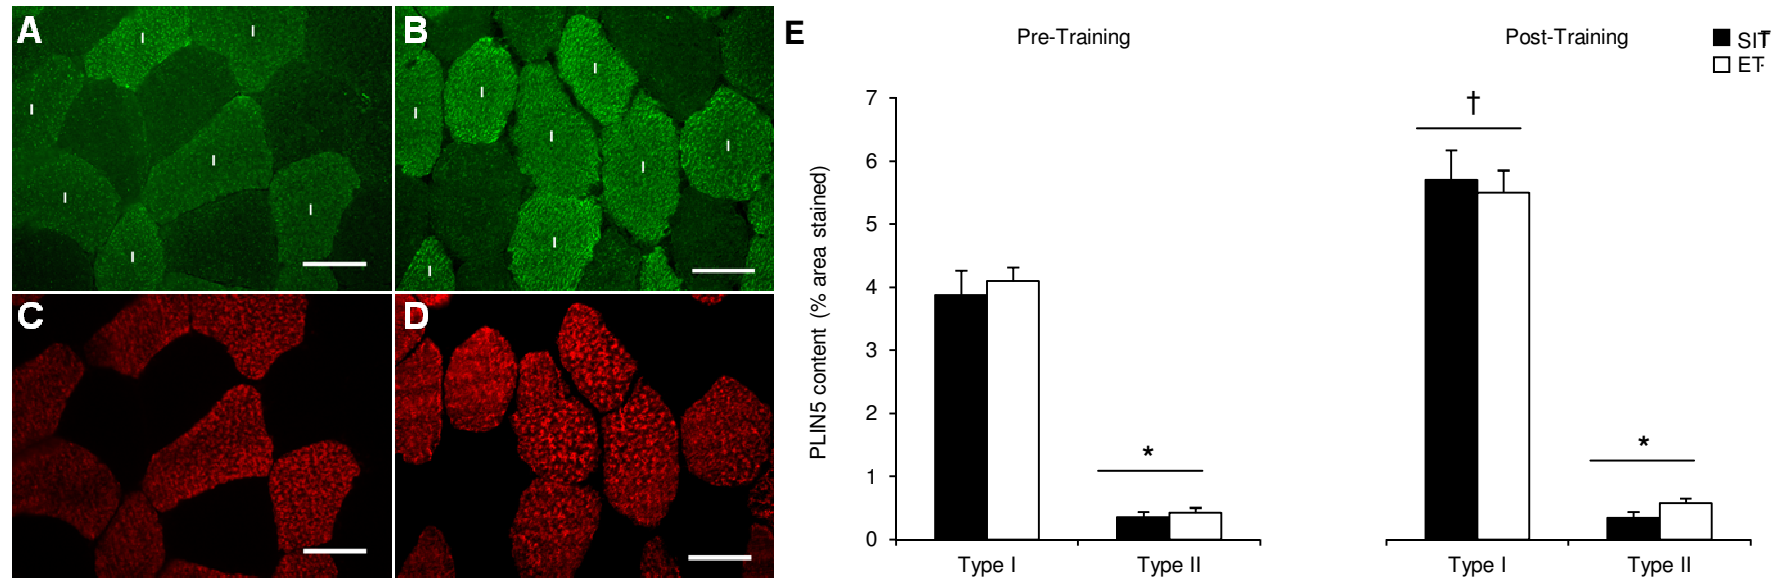 A
I
I
I
I
I
I
I
B
I
I
I
I
I
I
I
I
C
D
E
Pre-Training
Post-Training
SIT
ET
PLIN5 content (% area stained)
7
6
5
4
3
2
1
0
†
*
*
Type I
Type II
Type I
Type II